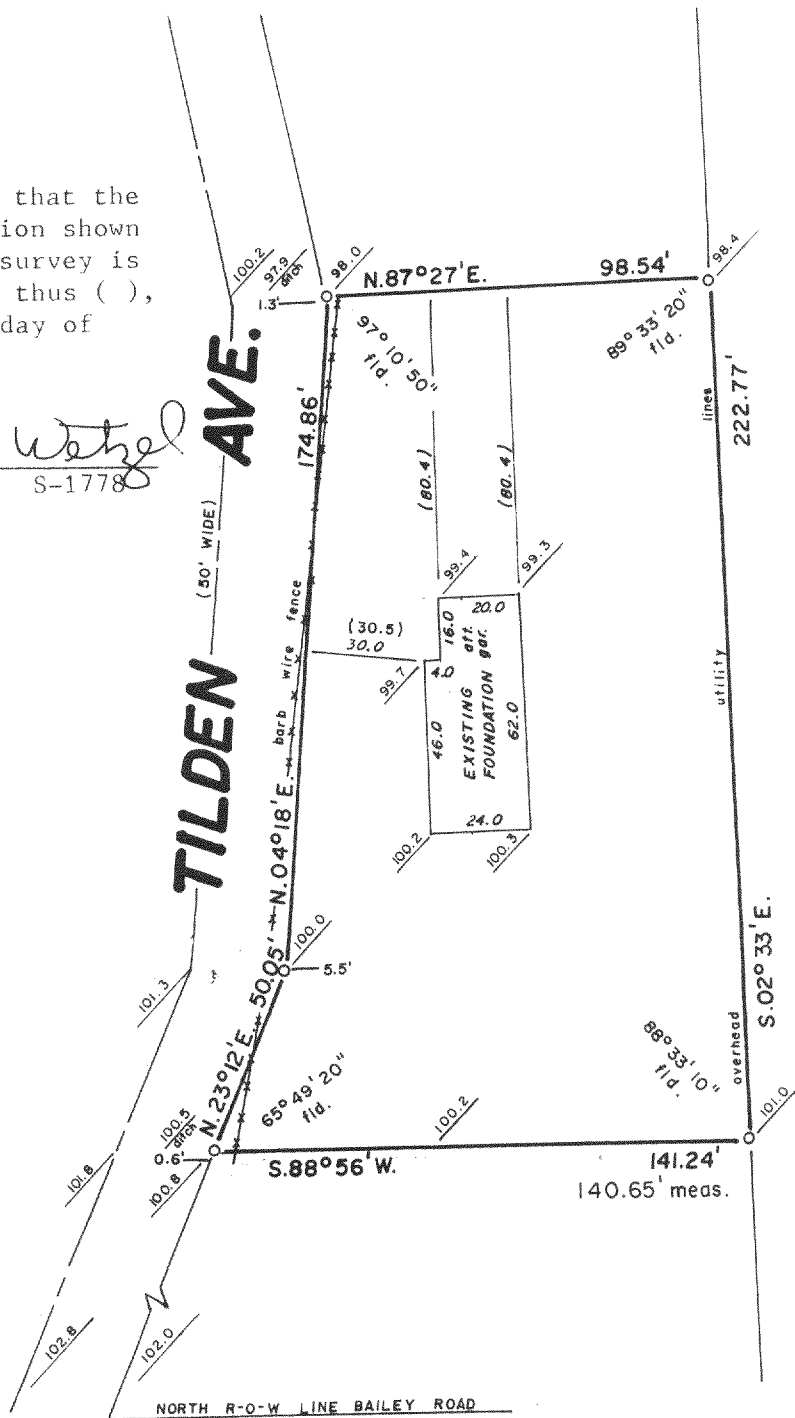 that the
ion shown
survey is
thus ( ),
day of
Wetzel
S-1778
100.2
97.9
ditch
98.0
1.3'
N.87°27'E.
98.54'
98.4
97°10'50"
fld.
89°33'20"
fld.
TILDEN AVE.
(50' WIDE)
174.86'
N.04°18'E.
barb wire fence
(80.4)
(80.4)
lines
222.77'
99.4
99.3
20.0
16.0
att.
gar.
(30.5)
30.0
99.7
4.0
EXISTING
FOUNDATION
46.0
62.0
24.0
100.2
100.3
utility
S.02°33'E.
100.0
5.5'
101.3
50.05'
N.23°12'E.
65°49'20"
fld.
88°33'10"
fld.
overhead
100.5
ditch
0.6'
100.8
101.8
100.2
101.0
S.88°56'W.
141.24'
140.65' meas.
102.8
102.0
NORTH R-O-W LINE BAILEY ROAD